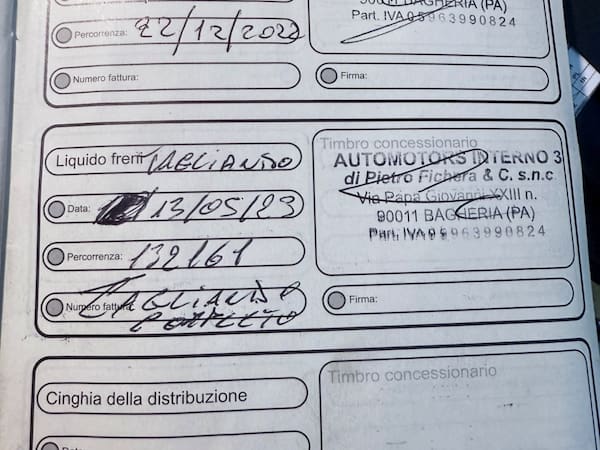 90011 BAGHERIA (PA)
Percorrenza: 22/12/2022
Part. IVA 05963990824
Numero fattura:
Firma:
Liquido freni TAGLIANDO
Timbro concessionario
AUTOMOTORS INTERNO 3
di Pietro Fichera & C. s.n.c.
Data: 13/05/23
Via Papa Giovanni XXIII n.
90011 BAGHERIA (PA)
Part. IVA 05963990824
Percorrenza: 132161
Numero fattura: TAGLIANDO
COMPLETO
Firma:
Cinghia della distribuzione
Timbro concessionario
Data: